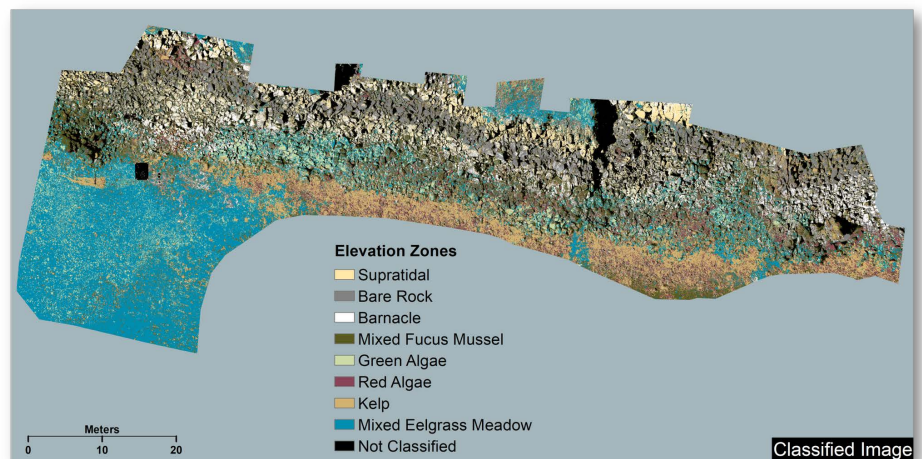 Elevation Zones
Supratidal
Bare Rock
Barnacle
Mixed Fucus Mussel
Green Algae
Red Algae
Kelp
Mixed Eelgrass Meadow
Not Classified
Meters
0 10 20
Classified Image